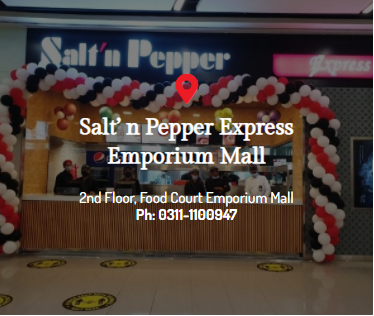 Salt'n Pepper
Express
Salt' n Pepper Express
Emporium Mall
2nd Floor, Food Court Emporium Mall
Ph: 0311-1100947